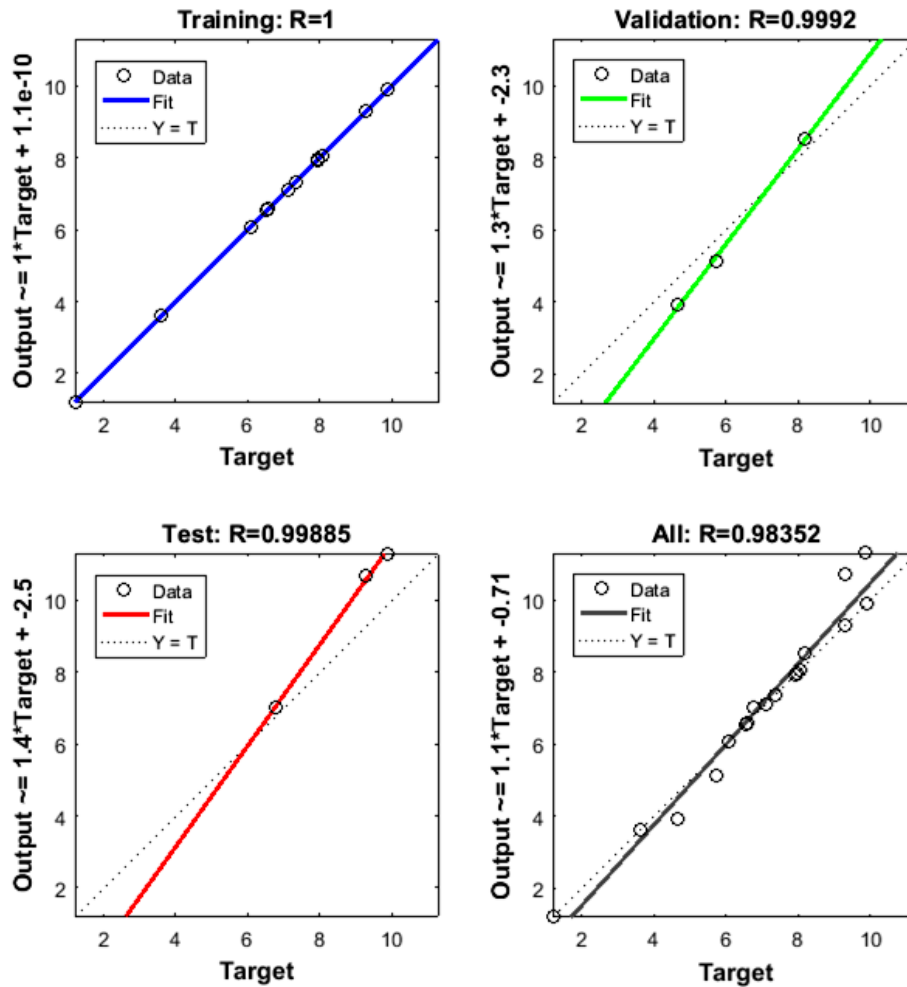 Training: R=1
Output ~= 1*Target + 1.1e-10
Data
Fit
Y = T
10
8
6
4
2
2 4 6 8 10
Target
Validation: R=0.9992
Output ~= 1.3*Target + -2.3
Data
Fit
Y = T
10
8
6
4
2
2 4 6 8 10
Target
Test: R=0.99885
Output ~= 1.4*Target + -2.5
Data
Fit
Y = T
10
8
6
4
2
2 4 6 8 10
Target
All: R=0.98352
Output ~= 1.1*Target + -0.71
Data
Fit
Y = T
10
8
6
4
2
2 4 6 8 10
Target